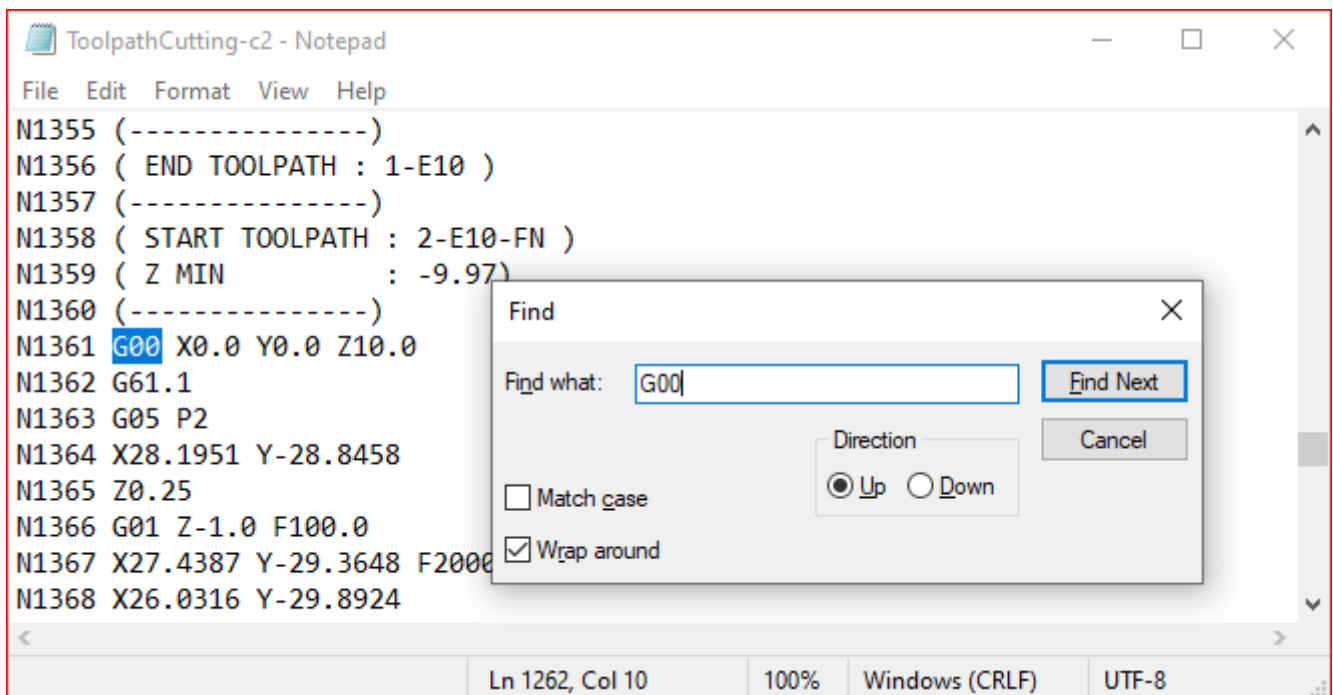 ToolpathCutting-c2 - Notepad
File Edit Format View Help
N1355 (---------------)
N1356 ( END TOOLPATH : 1-E10 )
N1357 (---------------)
N1358 ( START TOOLPATH : 2-E10-FN )
N1359 ( Z MIN          : -9.97)
N1360 (---------------)
N1361 G00 X0.0 Y0.0 Z10.0
N1362 G61.1
N1363 G05 P2
N1364 X28.1951 Y-28.8458
N1365 Z0.25
N1366 G01 Z-1.0 F100.0
N1367 X27.4387 Y-29.3648 F2000
N1368 X26.0316 Y-29.8924
Find
Find what: G00
Find Next
Cancel
Direction
Up Down
Match case
Wrap around
Ln 1262, Col 10 100% Windows (CRLF) UTF-8